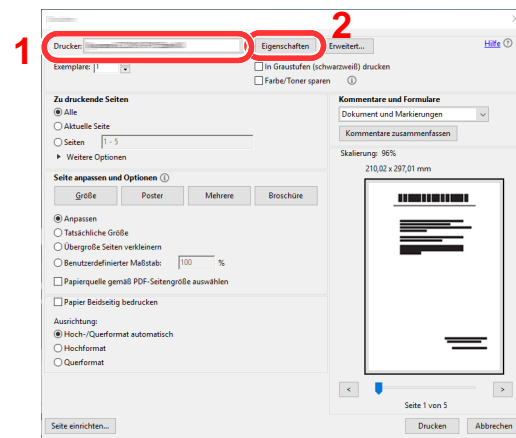 2
1
Drucker:
Eigenschaften
Erweitert...
Hilfe
Exemplare: 1
In Graustufen (schwarzweiß) drucken
Farbe/Toner sparen
Zu druckende Seiten
Alle
Aktuelle Seite
Seiten 1 - 5
Weitere Optionen
Seite anpassen und Optionen
Größe Poster Mehrere Broschüre
Anpassen
Tatsächliche Größe
Übergroße Seiten verkleinern
Benutzerdefinierter Maßstab: 100 %
Papierquelle gemäß PDF-Seitengröße auswählen
Papier Beidseitig bedrucken
Ausrichtung:
Hoch-/Querformat automatisch
Hochformat
Querformat
Kommentare und Formulare
Dokument und Markierungen
Kommentare zusammenfassen
Skalierung: 96%
210,02 x 297,01 mm
< >
Seite 1 von 5
Seite einrichten...
Drucken
Abbrechen